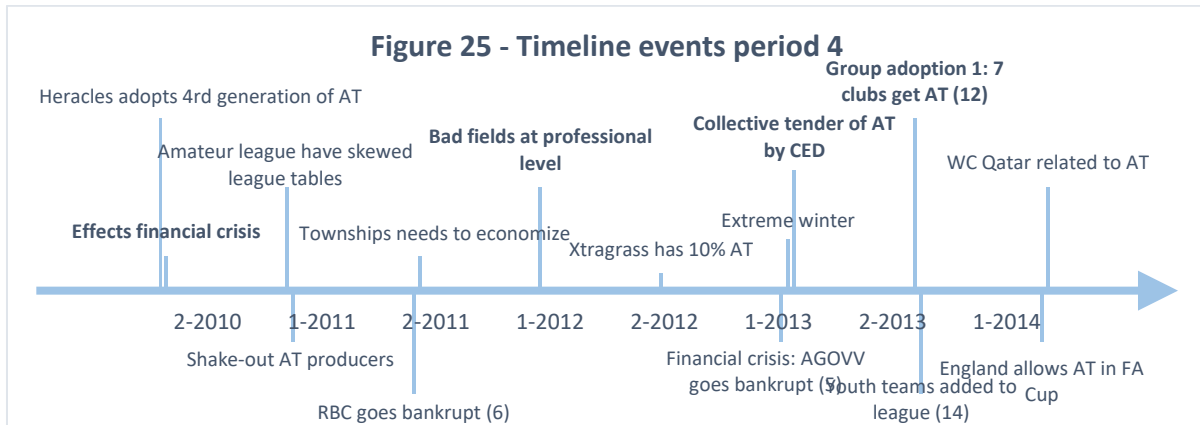 Figure 25 - Timeline events period 4
Group adoption 1: 7
clubs get AT (12)
Heracles adopts 4rd generation of AT
Collective tender of AT
by CED
Bad fields at professional
level
Amateur league have skewed
league tables
WC Qatar related to AT
Effects financial crisis
Townships needs to economize
Extreme winter
Xtragrass has 10% AT
2-2010
1-2011
2-2011
1-2012
2-2012
1-2013
2-2013
1-2014
Shake-out AT producers
Financial crisis: AGOVV
goes bankrupt (5)
England allows AT in FA
Cup
Youth teams added to
league (14)
RBC goes bankrupt (6)